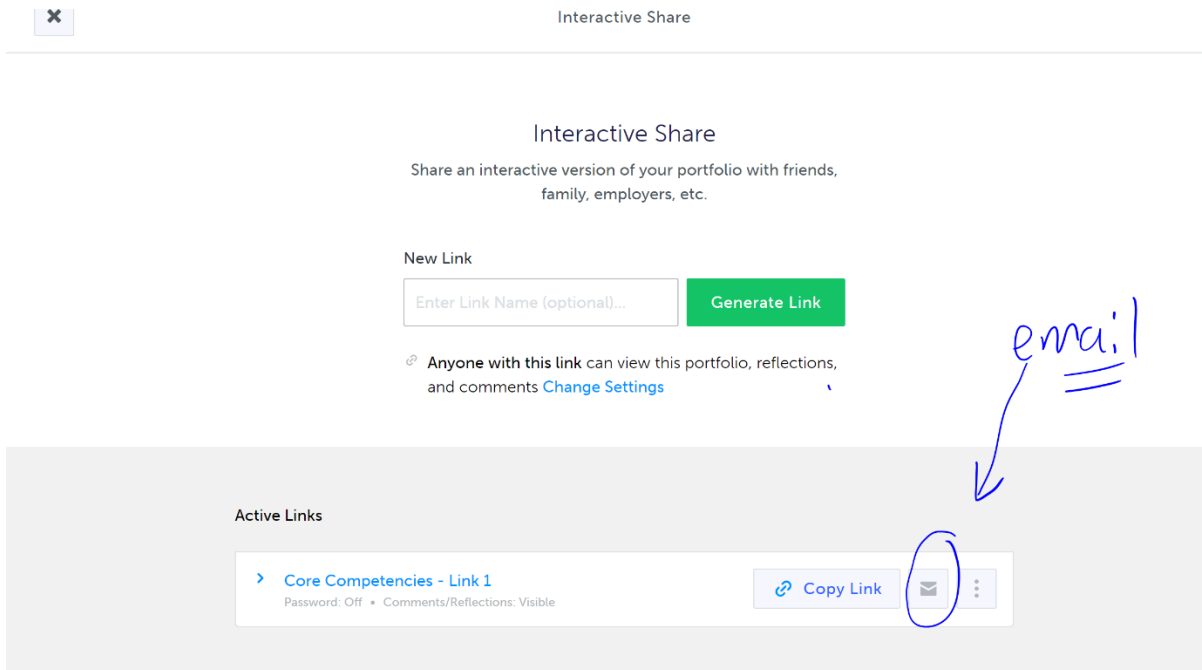 Interactive Share
Interactive Share
Share an interactive version of your portfolio with friends,
family, employers, etc.
New Link
Enter Link Name (optional)...
Generate Link
Anyone with this link can view this portfolio, reflections,
and comments Change Settings
email
Active Links
Core Competencies - Link 1
Password: Off • Comments/Reflections: Visible
Copy Link